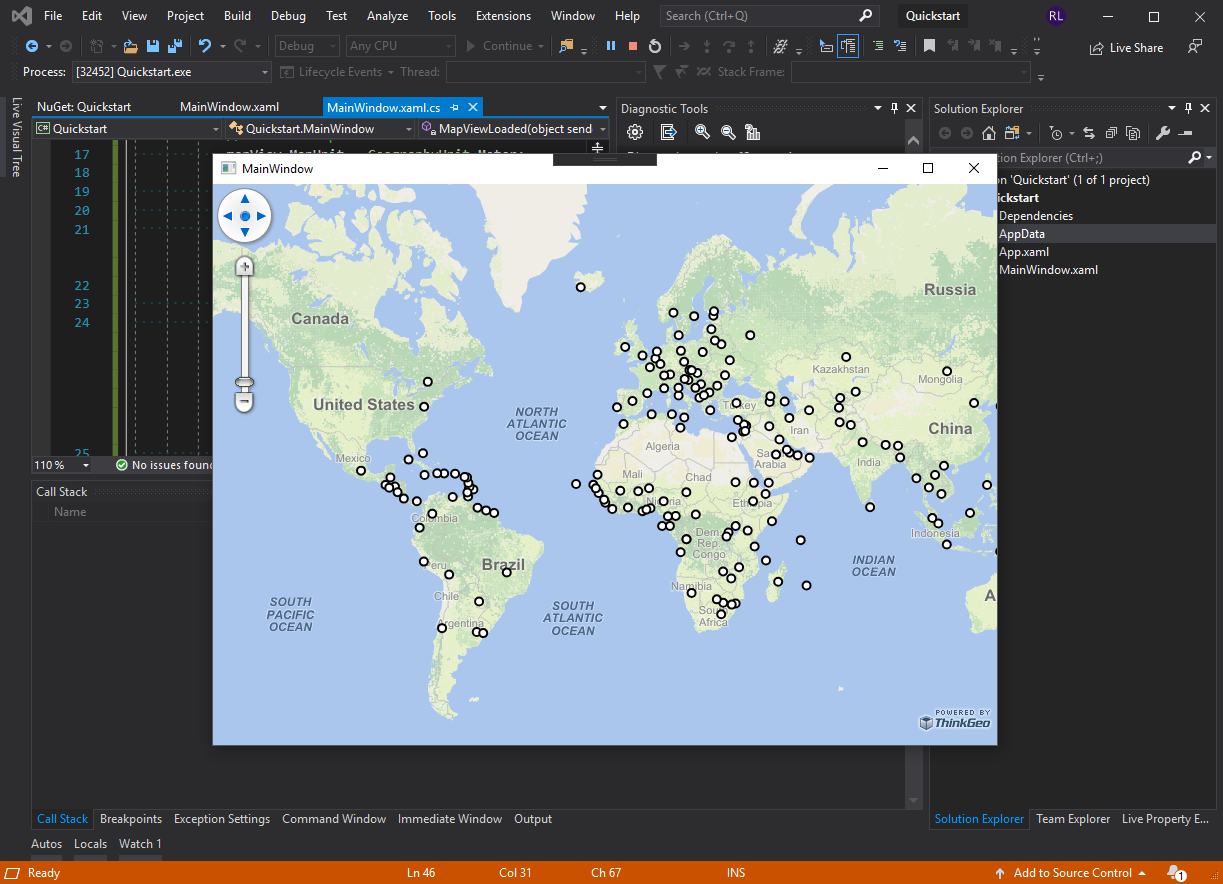 File Edit View Project Build Debug Test Analyze Tools Extensions Window Help Search (Ctrl+Q) Quickstart RL
Debug Any CPU Continue Live Share
Process: [32452] Quickstart.exe Lifecycle Events Thread: Stack Frame:
Live Visual Tree
NuGet: Quickstart MainWindow.xaml MainWindow.xaml.cs
C# Quickstart Quickstart.MainWindow MapViewLoaded(object send
Diagnostic Tools
Solution Explorer
17
18
19
20
21
22
23
24
25
110 % No issues found
ion Explorer (Ctrl+;)
on 'Quickstart' (1 of 1 project)
ickstart
Dependencies
AppData
App.xaml
MainWindow.xaml
MainWindow
Canada
Russia
United States
NORTH
ATLANTIC
OCEAN
Kazakhstan
Mongolia
China
Turkey
Iran
Algeria
Mexico
Mali
Chad
Arabia
India
Nigeria
Ethiopia
Colombia
Dem
Rep
Congo
Indonesia
Peru
Brazil
INDIAN
OCEAN
Namibia
Chile
SOUTH
PACIFIC
OCEAN
SOUTH
ATLANTIC
OCEAN
Argentina
South
Africa
A
POWERED BY
ThinkGeo
Call Stack
Name
Call Stack Breakpoints Exception Settings Command Window Immediate Window Output
Solution Explorer Team Explorer Live Property E...
Autos Locals Watch 1
Ready Ln 46 Col 31 Ch 67 INS Add to Source Control 1